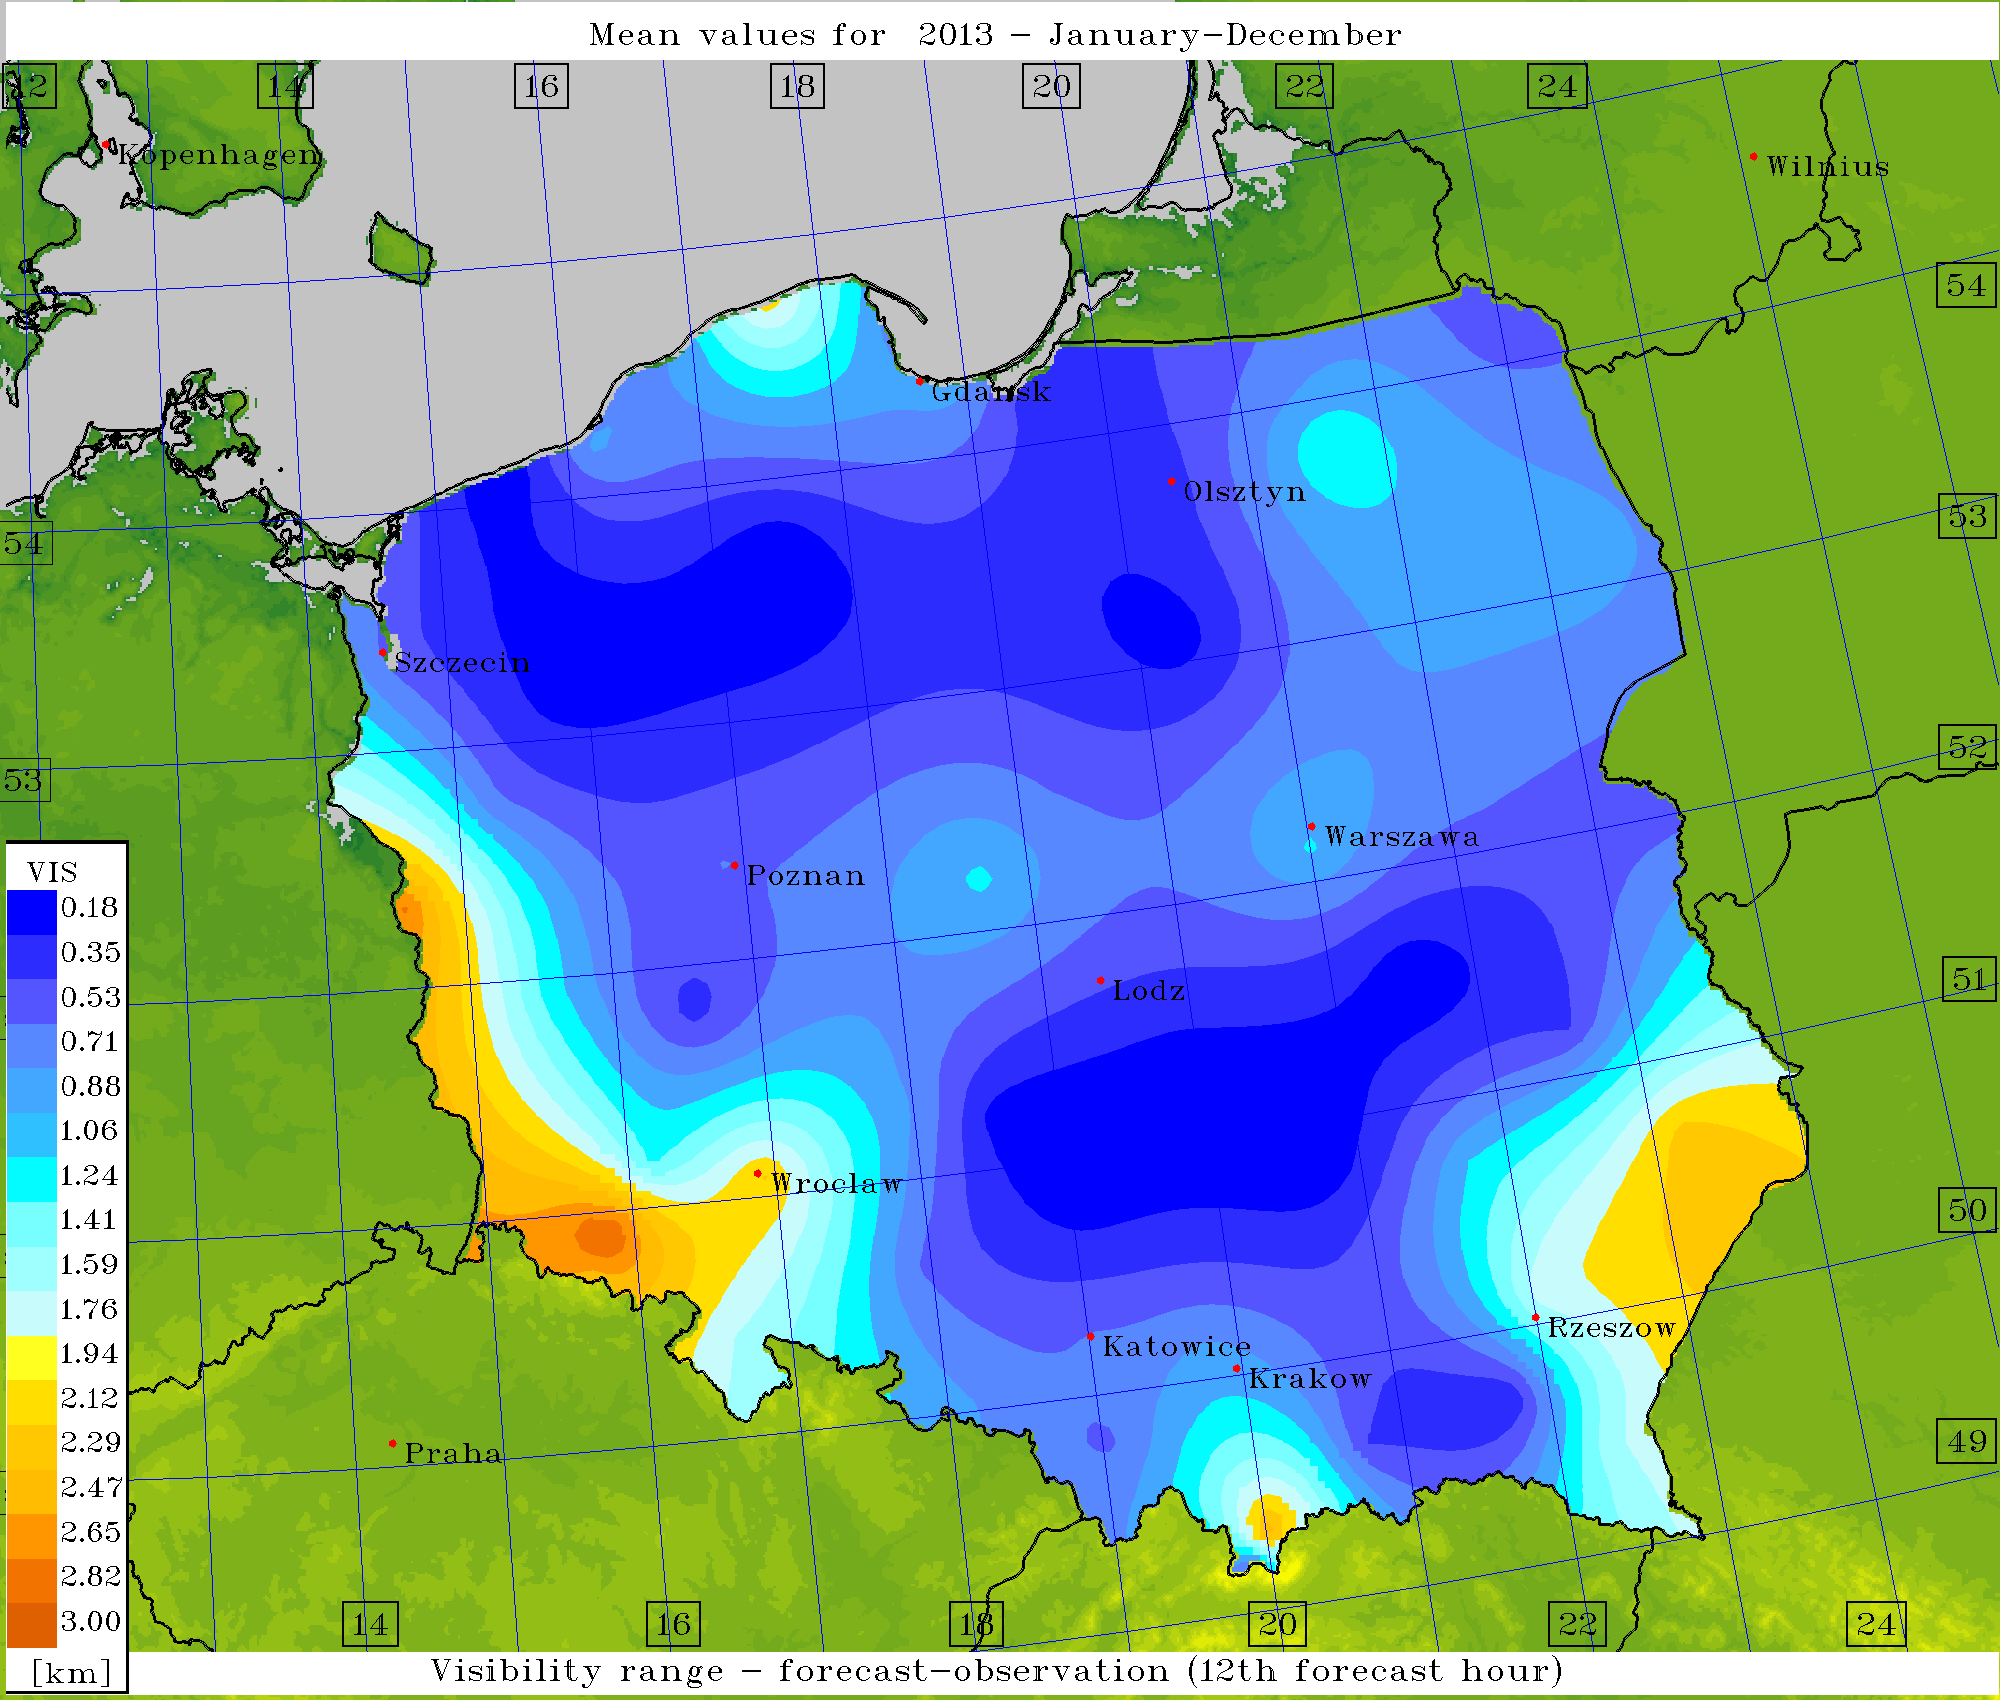 Mean values for 2013 - January-December
12 14 16 18 20 22 24
Kopenhagen
Wilnius
54
Gdansk
Olsztyn
53
54
Szczecin
52
53
Warszawa
Poznan
VIS
0.18
0.35
0.53
0.71
0.88
1.06
1.24
1.41
1.59
1.76
1.94
2.12
2.29
2.47
2.65
2.82
3.00
[km]
51
Lodz
Wroclaw
50
Rzeszow
Katowice
Krakow
49
Praha
14 16 18 20 22 24
Visibility range - forecast-observation (12th forecast hour)